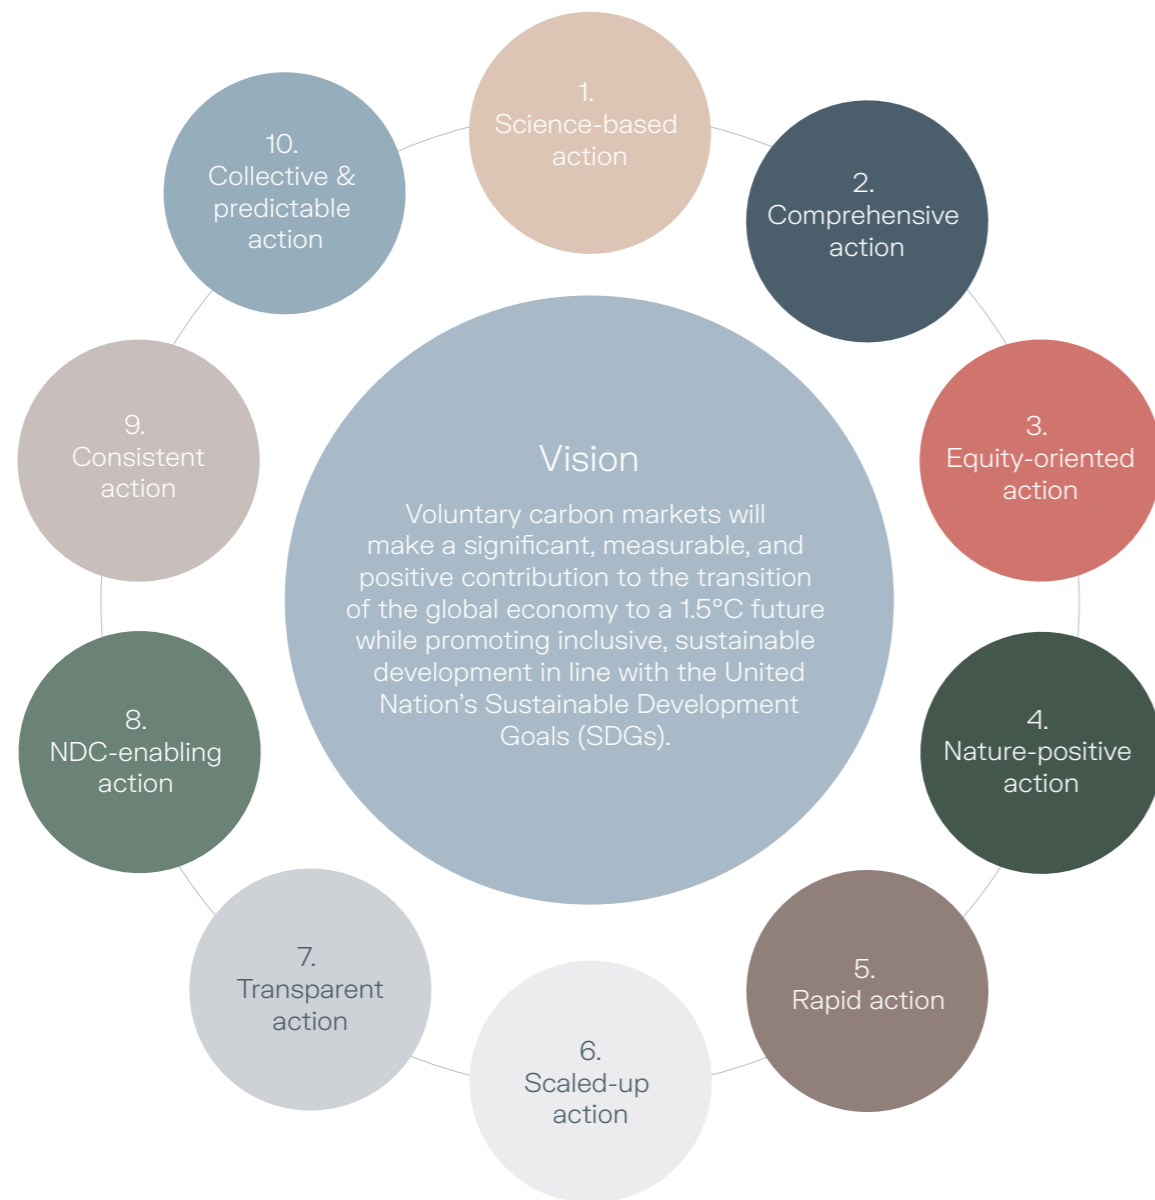 1.
Science-based
action
2.
Comprehensive
action
3.
Equity-oriented
action
4.
Nature-positive
action
5.
Rapid action
6.
Scaled-up
action
7.
Transparent
action
8.
NDC-enabling
action
9.
Consistent
action
10.
Collective &
predictable
action
Vision
Voluntary carbon markets will
make a significant, measurable, and
positive contribution to the transition
of the global economy to a 1.5°C future
while promoting inclusive, sustainable
development in line with the United
Nation’s Sustainable Development
Goals (SDGs).